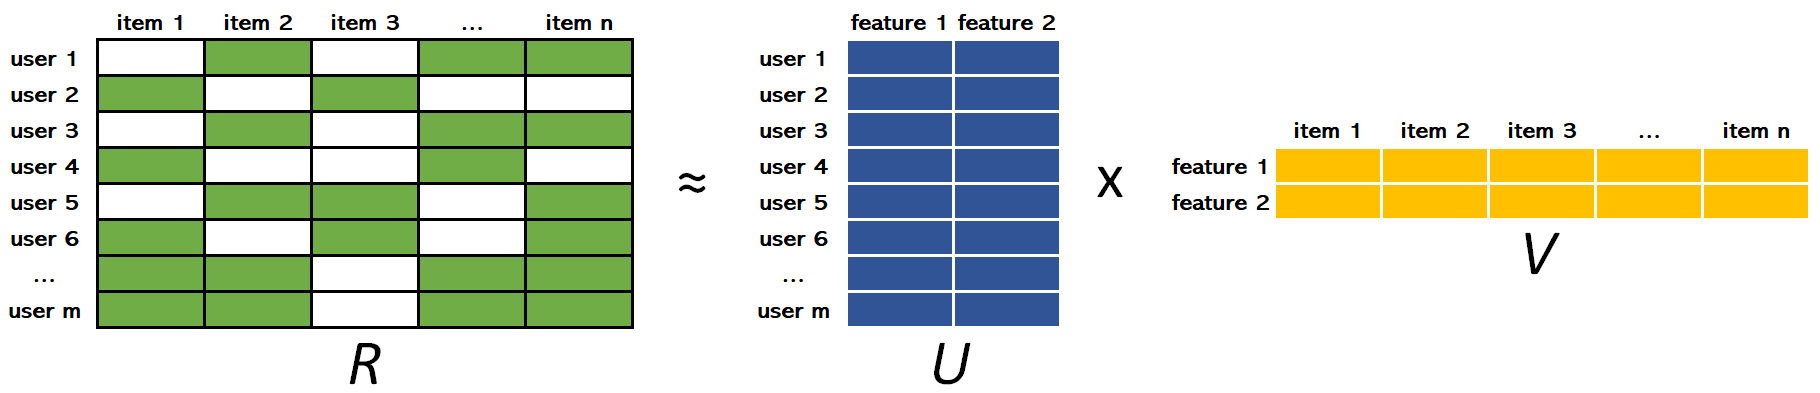 item 1 item 2 item 3 ... item n
user 1
user 2
user 3
user 4
user 5
user 6
...
user m
R
≈
feature 1 feature 2
user 1
user 2
user 3
user 4
user 5
user 6
...
user m
U
x
item 1 item 2 item 3 ... item n
feature 1
feature 2
V